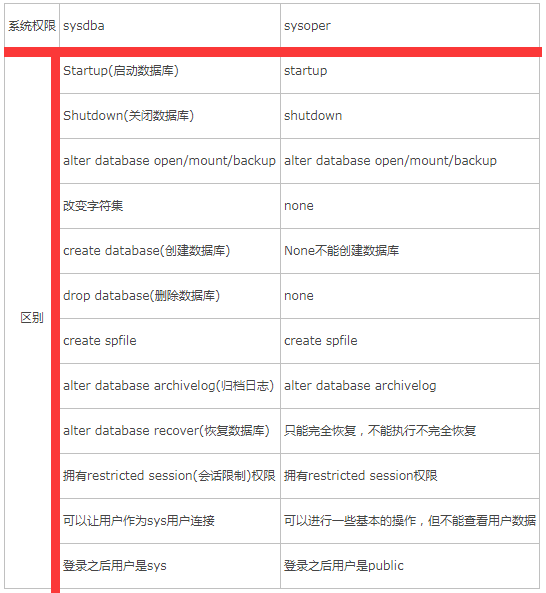 系统权限 sysdba sysoper
Startup(启动数据库) startup
Shutdown(关闭数据库) shutdown
alter database open/mount/backup alter database open/mount/backup
改变字符集 none
create database(创建数据库) None不能创建数据库
drop database(删除数据库) none
区别
create spfile create spfile
alter database archivelog(归档日志) alter database archivelog
alter database recover(恢复数据库) 只能完全恢复，不能执行不完全恢复
拥有restricted session(会话限制)权限 拥有restricted session权限
可以让用户作为sys用户连接 可以进行一些基本的操作，但不能查看用户数据
登录之后用户是sys 登录之后用户是public